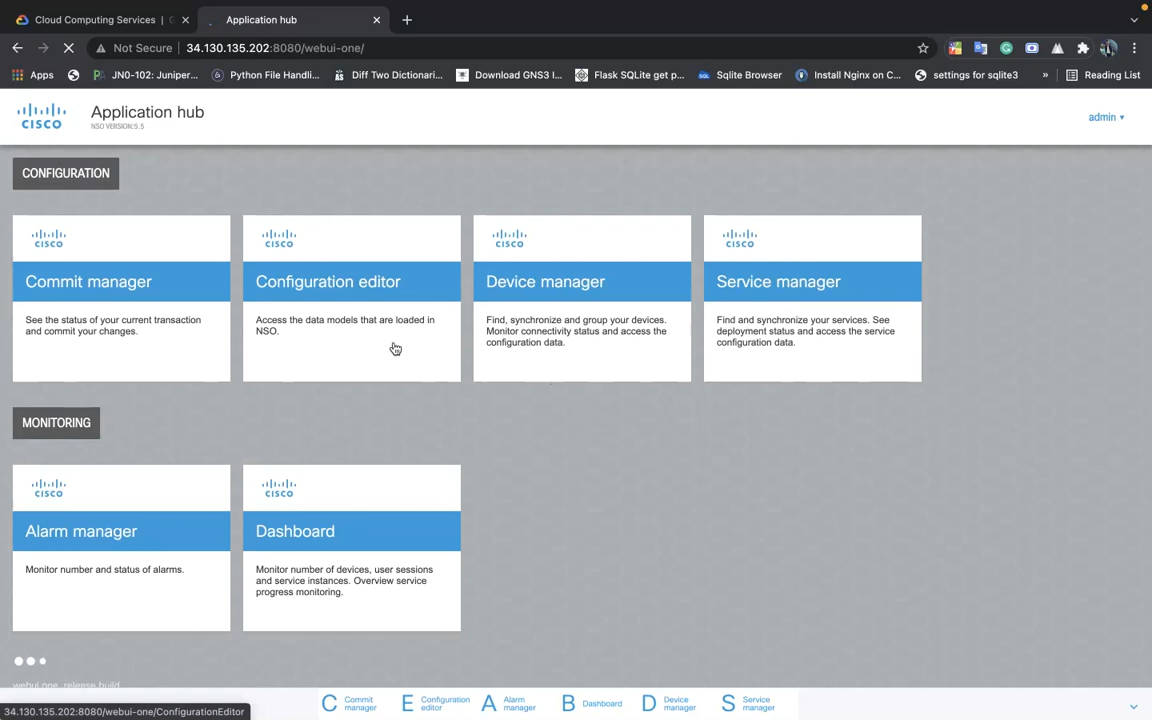 Cloud Computing Services |
Application hub
Not Secure
34.130.135.202:8080/webui-one/
Apps
JN0-102: Juniper...
Python File Handli...
Diff Two Dictionari...
Download GNS3 I...
Flask SQLite get p...
Sqlite Browser
Install Nginx on C...
settings for sqlite3
»
Reading List
CISCO
Application hub
NSO VERSION:5.5
admin
CONFIGURATION
CISCO
Commit manager
See the status of your current transaction
and commit your changes.
CISCO
Configuration editor
Access the data models that are loaded in
NSO.
CISCO
Device manager
Find, synchronize and group your devices.
Monitor connectivity status and access the
configuration data.
CISCO
Service manager
Find and synchronize your services. See
deployment status and access the service
configuration data.
MONITORING
CISCO
Alarm manager
Monitor number and status of alarms.
CISCO
Dashboard
Monitor number of devices, user sessions
and service instances. Overview service
progress monitoring.
C Commit
manager
E Configuration
editor
A Alarm
manager
B Dashboard
D Device
manager
S Service
manager
34.130.135.202:8080/webui-one/ConfigurationEditor